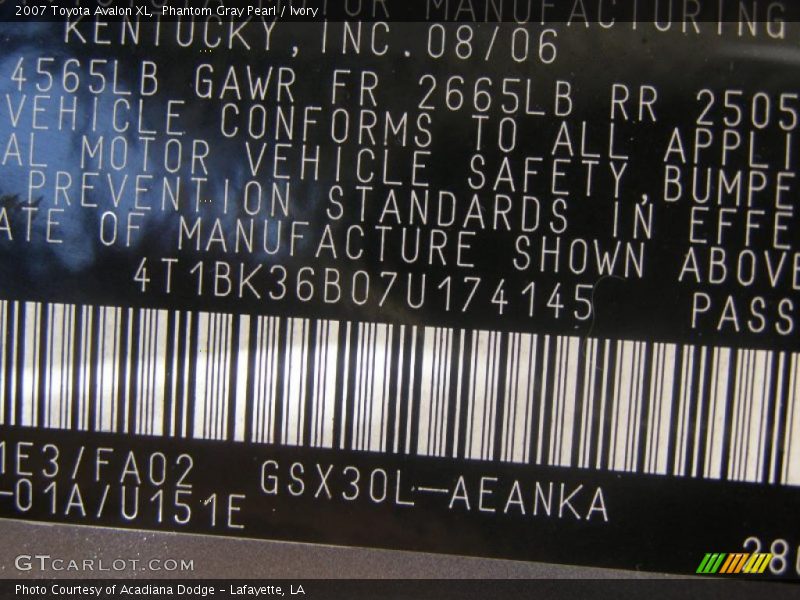 2007 Toyota Avalon XL, Phantom Gray Pearl / Ivory
MANUFACTURING
KENTUCKY, INC. 08/06
4565LB GAWR FR 2665LB RR 2505
VEHICLE CONFORMS TO ALL APPLI
AL MOTOR VEHICLE SAFETY, BUMPE
PREVENTION STANDARDS IN EFFE
ATE OF MANUFACTURE SHOWN ABOVE
4T1BK36B07U174145 PASS
1E3/FA02 GSX30L-AEANKA
-01A/U151E
GTCARLOT.COM
Photo Courtesy of Acadiana Dodge - Lafayette, LA